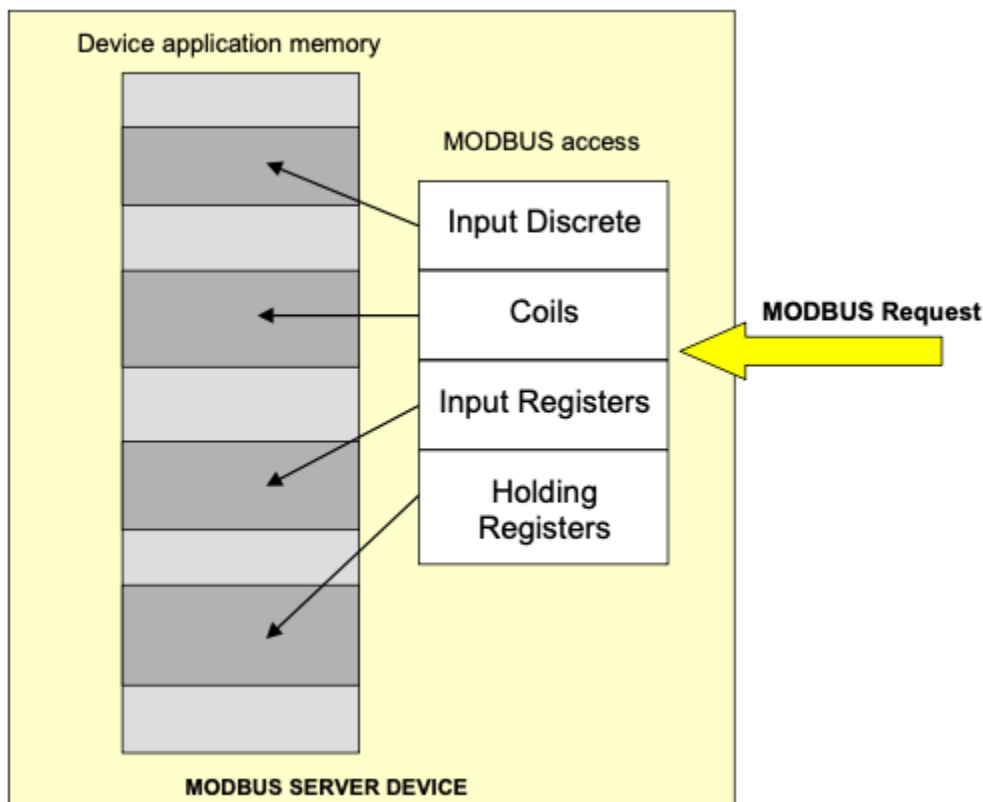 Device application memory
MODBUS access
Input Discrete
Coils
MODBUS Request
Input Registers
Holding
Registers
MODBUS SERVER DEVICE